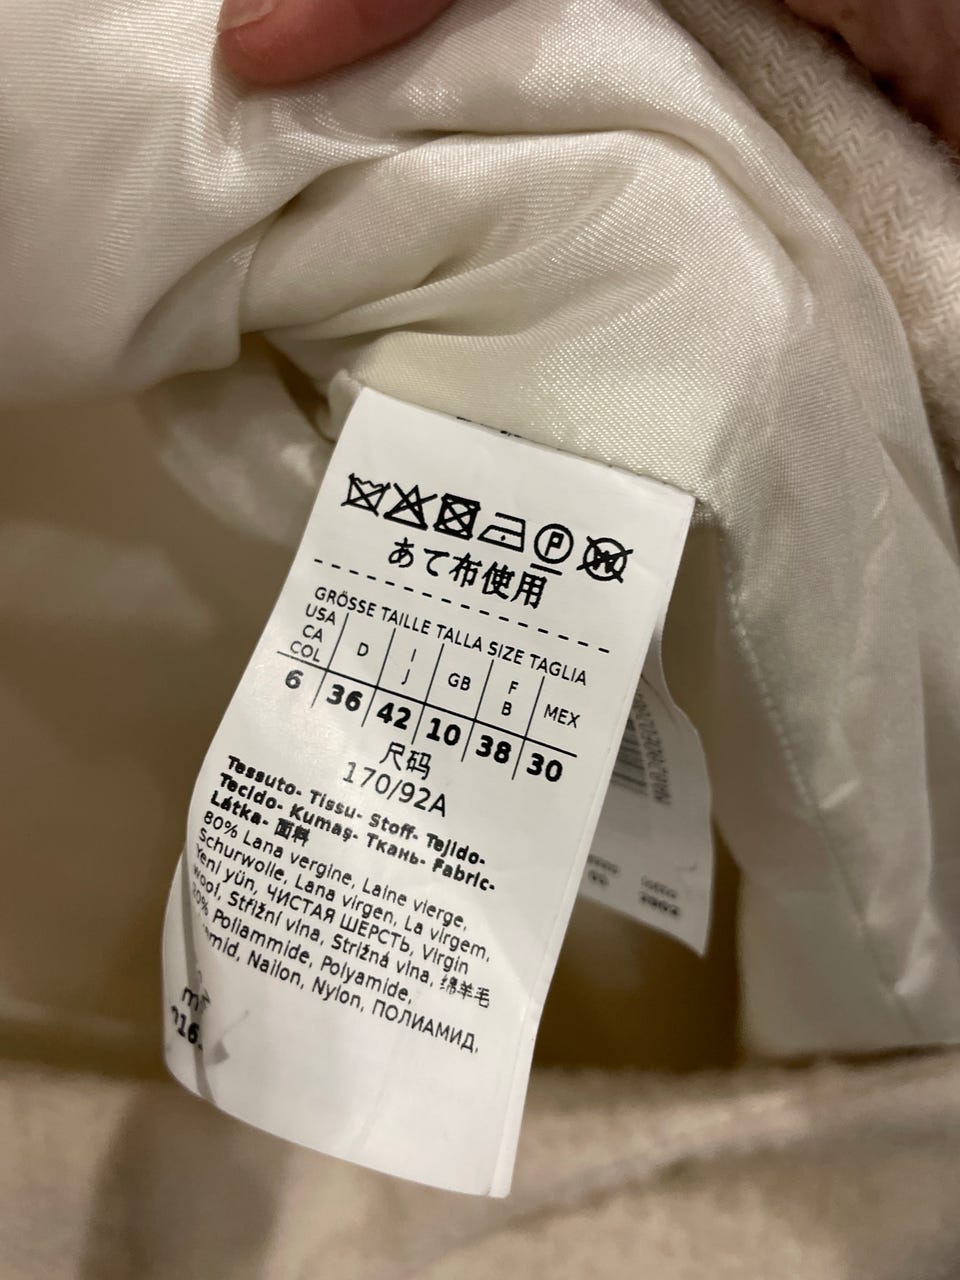 P
W
あて布使用
GRÖSSE TAILLE TALLA SIZE TAGLIA
USA CA COL D I J GB F B MEX
6 36 42 10 38 30
尺码
170/92A
Tessuto- Tissu- Stoff- Tejido-
Tecido- Kumaş- Ткань- Fabric-
Látka- 面料
80% Lana vergine, Laine vierge,
Schurwolle, Lana virgen, La virgem,
Yeni yün, ЧИСТАЯ ШЕРСТЬ, Virgin
wool, Střižní vlna, Strižná vlna, 绵羊毛
20% Poliammide, Polyamide,
Nailon, Nylon, ПОЛИАМИД,